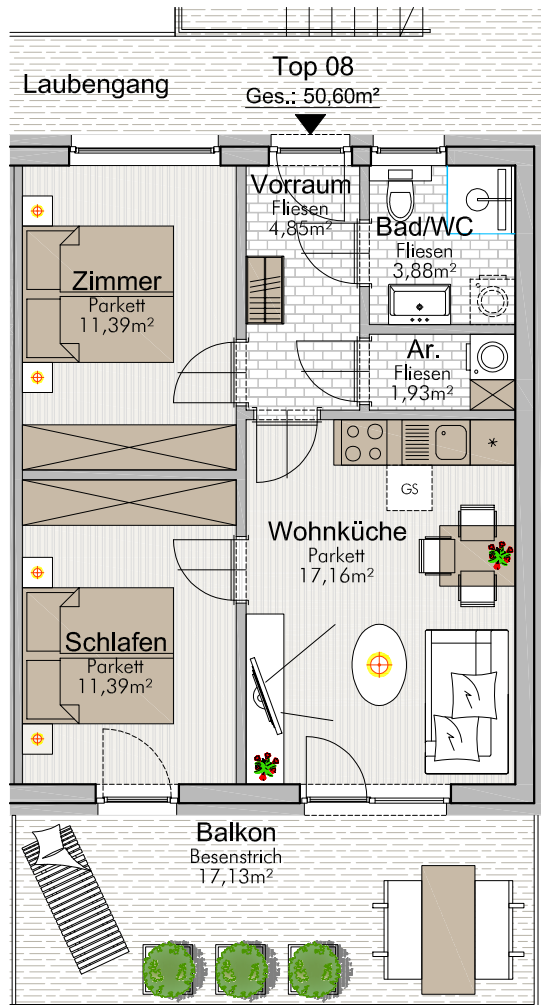 Top 08
Laubengang
Ges.: 50,60m²
Vorraum
Fliesen
4,85m²
Bad/WC
Fliesen
3,88m²
Zimmer
Parkett
11,39m²
Ar.
Fliesen
1,93m²
*
GS
Wohnküche
Parkett
17,16m²
Schlafen
Parkett
11,39m²
Balkon
Besenstrich
17,13m²